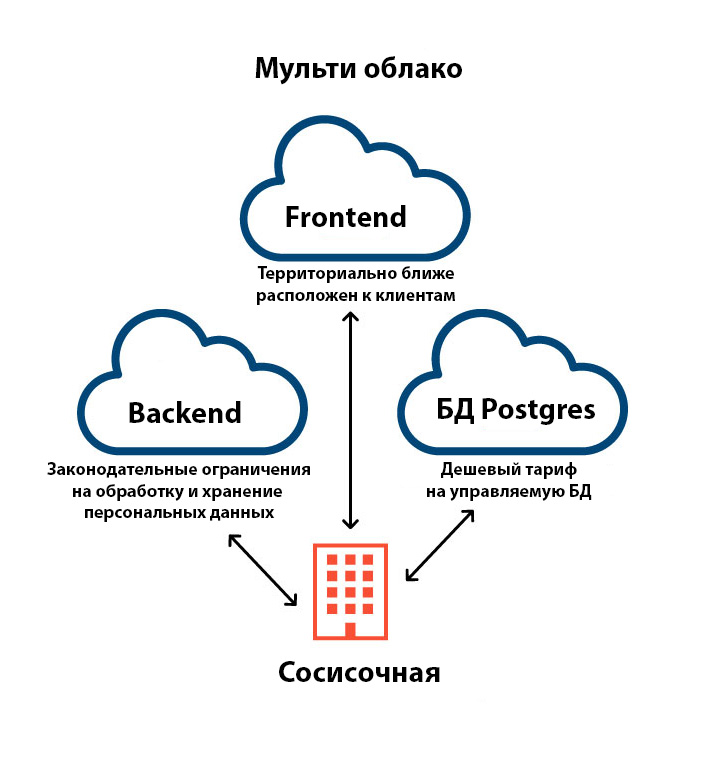 Мульти облако
Frontend
Территориально ближе
расположен к клиентам
Backend
Законодательные ограничения
на обработку и хранение
персональных данных
БД Postgres
Дешевый тариф
на управляемую БД
Сосисочная